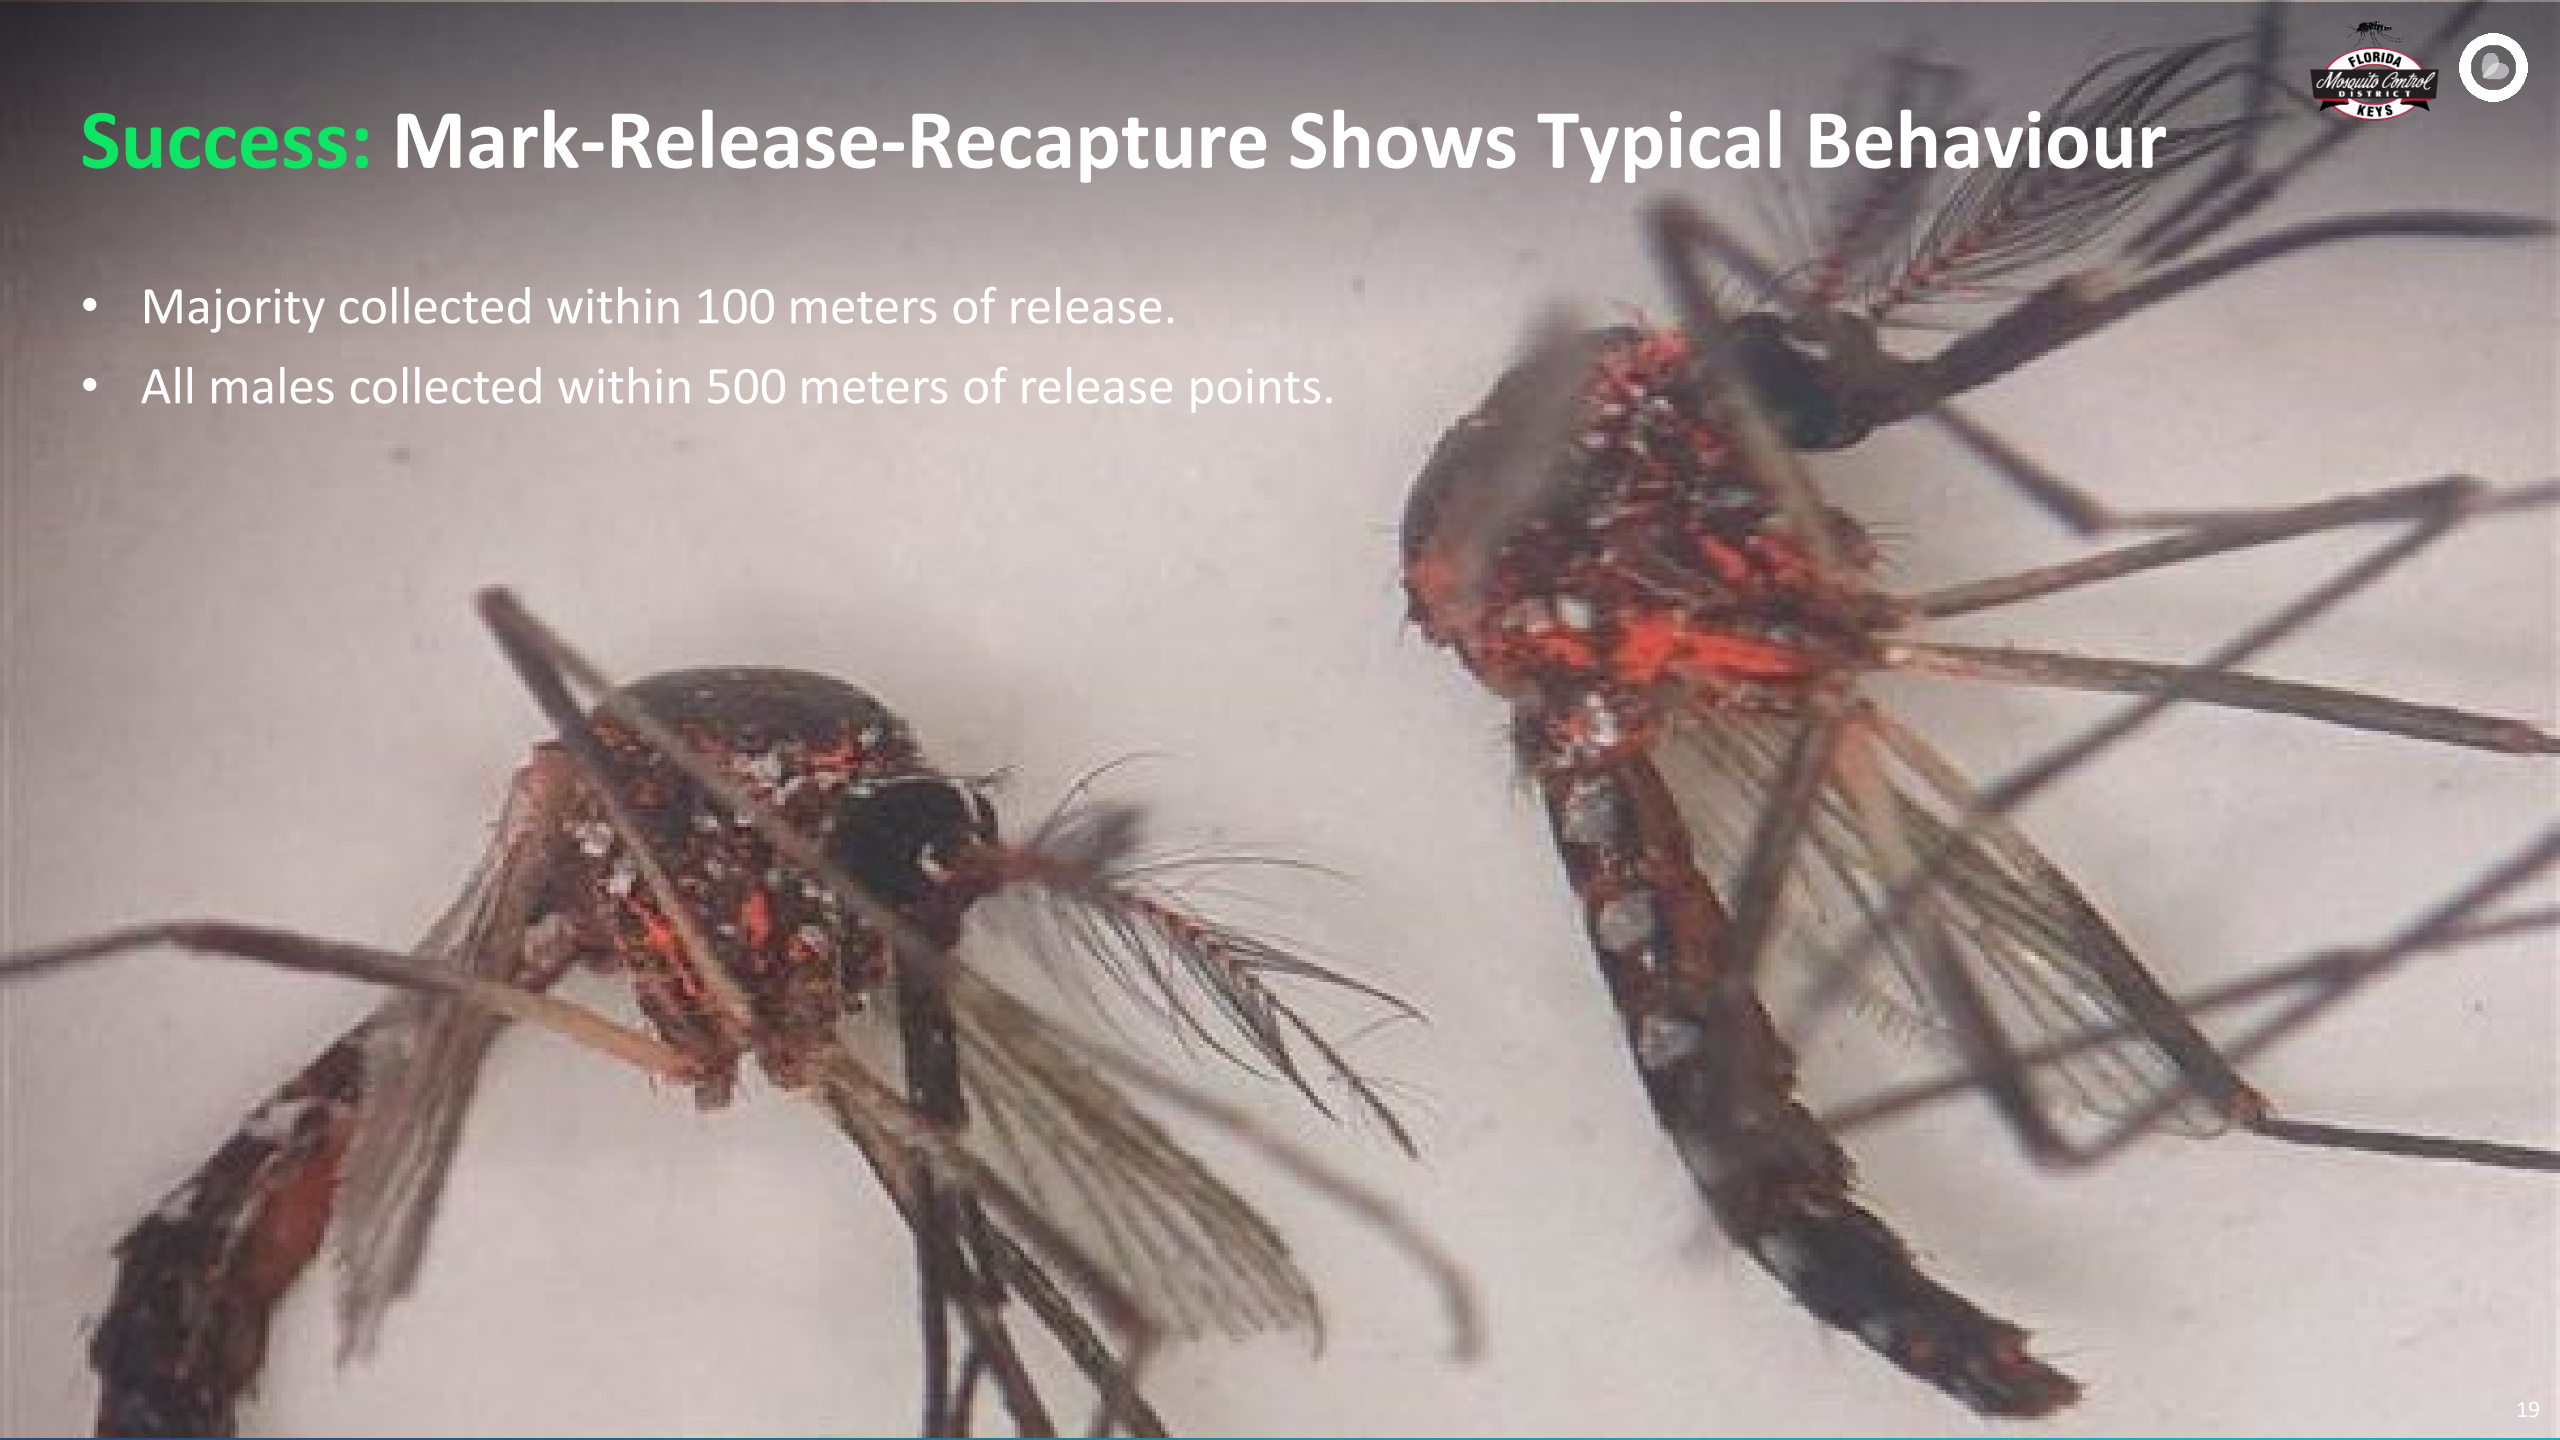 FLORIDA
Mosquito Control
DISTRICT
KEYS
Success: Mark-Release-Recapture Shows Typical Behaviour
• Majority collected within 100 meters of release.
• All males collected within 500 meters of release points.
19